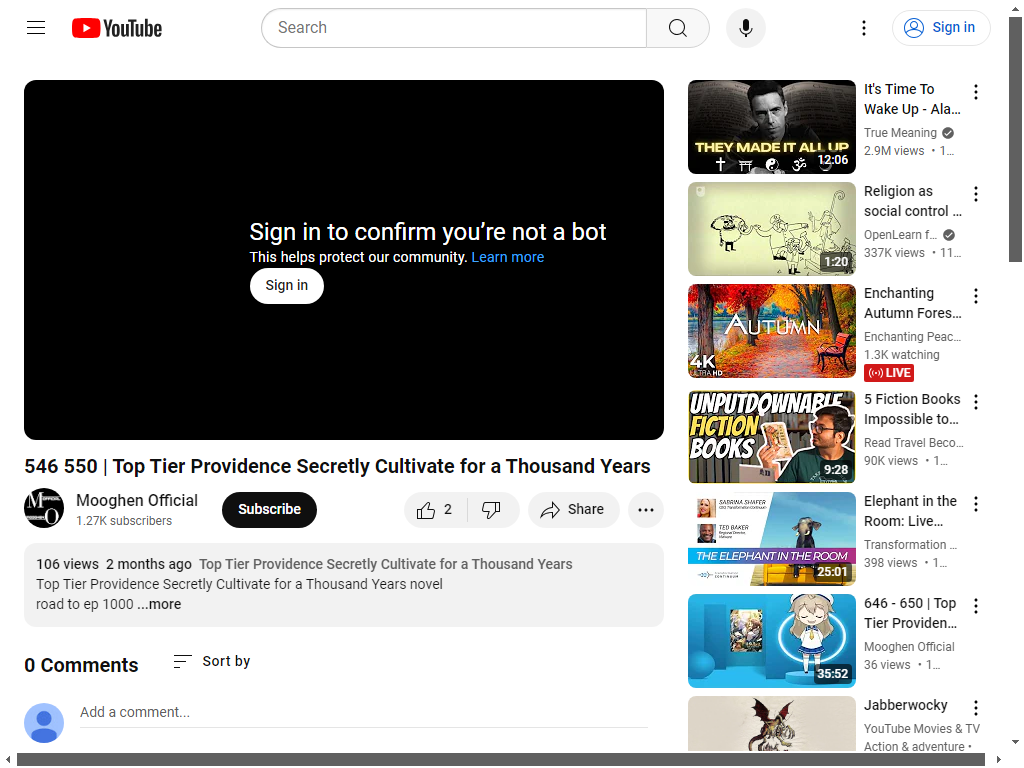 YouTube
Search
Sign in
Sign in to confirm you’re not a bot
This helps protect our community. Learn more
Sign in
546 550 | Top Tier Providence Secretly Cultivate for a Thousand Years
Mooghen Official
1.27K subscribers
Subscribe
2
Share
106 views 2 months ago Top Tier Providence Secretly Cultivate for a Thousand Years
Top Tier Providence Secretly Cultivate for a Thousand Years novel
road to ep 1000 ...more
0 Comments
Sort by
Add a comment...
THEY MADE IT ALL UP
12:06
It's Time To
Wake Up - Ala...
True Meaning
2.9M views • 1...
1:20
Religion as
social control ...
OpenLearn f...
337K views • 11...
AUTUMN
4K
ULTRA HD
Enchanting
Autumn Fores...
Enchanting Peac...
1.3K watching
LIVE
UNPUTDOWNABLE
FICTION
BOOKS
9:28
5 Fiction Books
Impossible to...
Read Travel Beco...
90K views • 1...
SABRINA SHAFER
TED BAKER
THE ELEPHANT IN THE ROOM
CONTINUUM
25:01
Elephant in the
Room: Live...
Transformation ...
398 views • 1...
35:52
646 - 650 | Top
Tier Providen...
Mooghen Official
36 views • 1...
Jabberwocky
YouTube Movies & TV
Action & adventure •